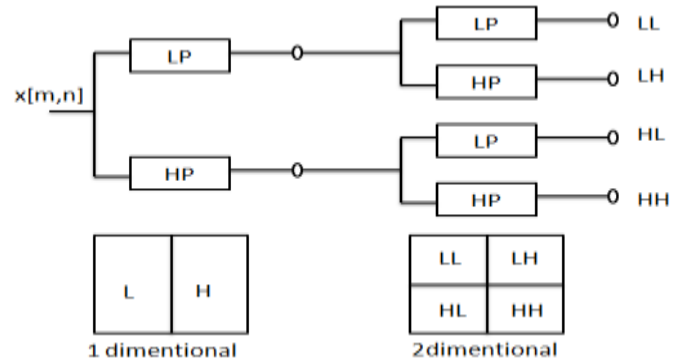 LP LL
LP
HP LH
x[m,n]
LP HL
HP
HP HH
L H
LL LH
HL HH
1 dimentional
2dimentional